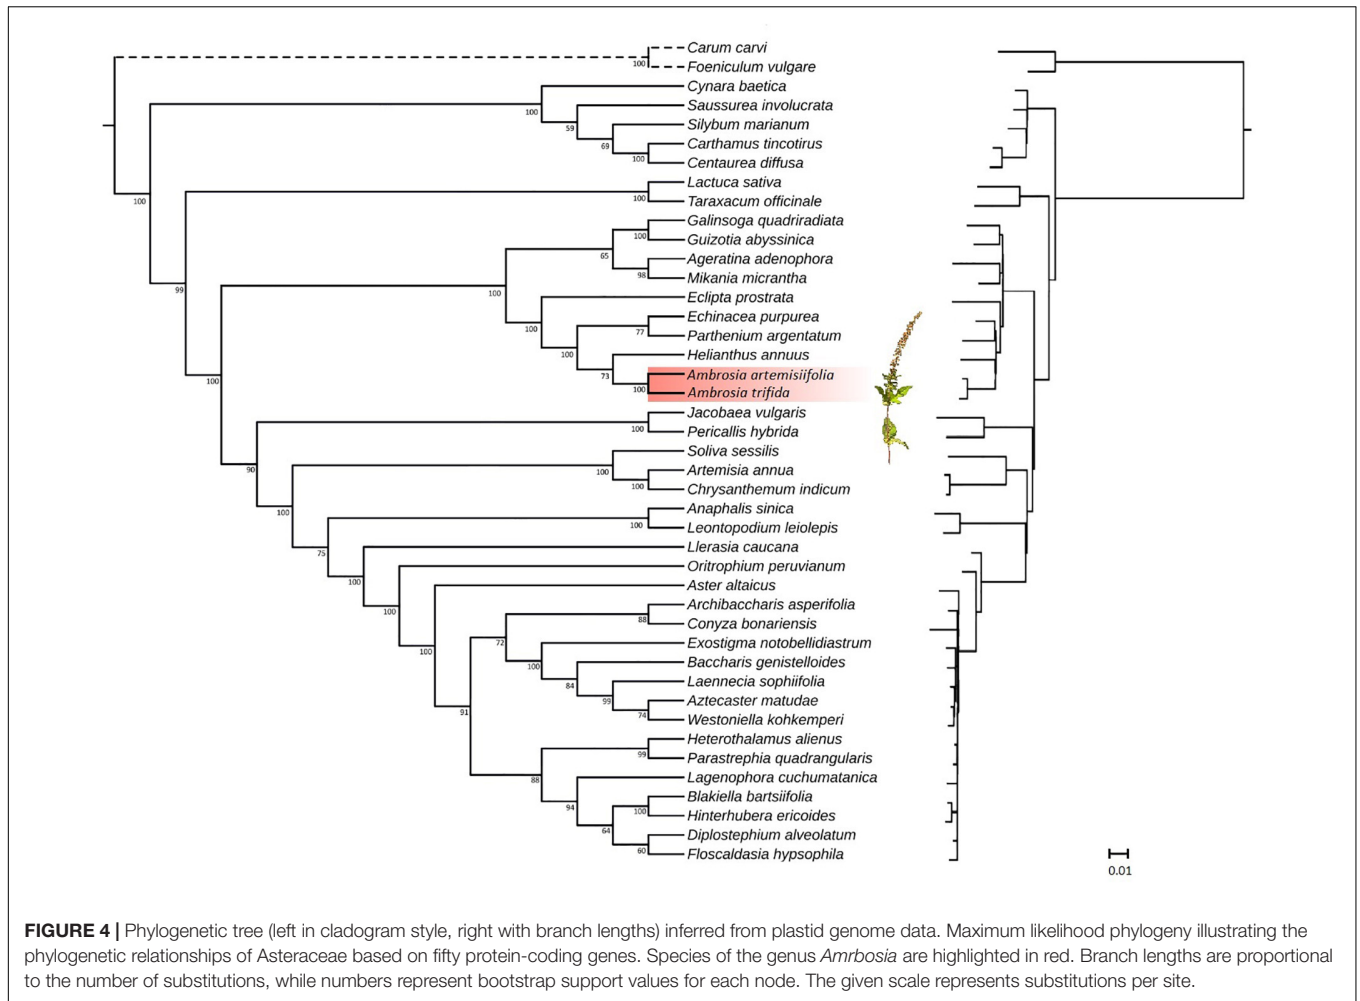 Carum carvi
100
Foeniculum vulgare
Cynara baetica
100
Saussurea involucrata
59
Silybum marianum
69
Carthamus tincotirus
100
Centaurea diffusa
Lactuca sativa
100
100
Taraxacum officinale
Galinsoga quadriradiata
100
Guizotia abyssinica
65
Ageratina adenophora
98
Mikania micrantha
99
100
Eclipta prostrata
Echinacea purpurea
100
77
Parthenium argentatum
100
Helianthus annuus
73
Ambrosia artemisiifolia
100
100
Ambrosia trifida
Jacobaea vulgaris
100
Pericallis hybrida
Soliva sessilis
90
100
Artemisia annua
100
Chrysanthemum indicum
Anaphalis sinica
100
100
Leontopodium leiolepis
Llerasia caucana
75
Oritrophium peruvianum
100
Aster altaicus
Archibaccharis asperifolia
100
88
Conyza bonariensis
72
Exostigma notobellidiastrum
100
100
Baccharis genistelloides
84
Laennecia sophiifolia
99
Aztecaster matudae
91
74
Westoniella kohkemperi
Heterothalamus alienus
99
Parastrephia quadrangularis
88
Lagenophora cuchumatanica
94
Blakiella bartsiifolia
100
Hinterhubera ericoides
64
Diplostephium alveolatum
60
Floscaldasia hypsophila
0.01
FIGURE 4 | Phylogenetic tree (left in cladogram style, right with branch lengths) inferred from plastid genome data. Maximum likelihood phylogeny illustrating the
phylogenetic relationships of Asteraceae based on fifty protein-coding genes. Species of the genus Amrbosia are highlighted in red. Branch lengths are proportional
to the number of substitutions, while numbers represent bootstrap support values for each node. The given scale represents substitutions per site.